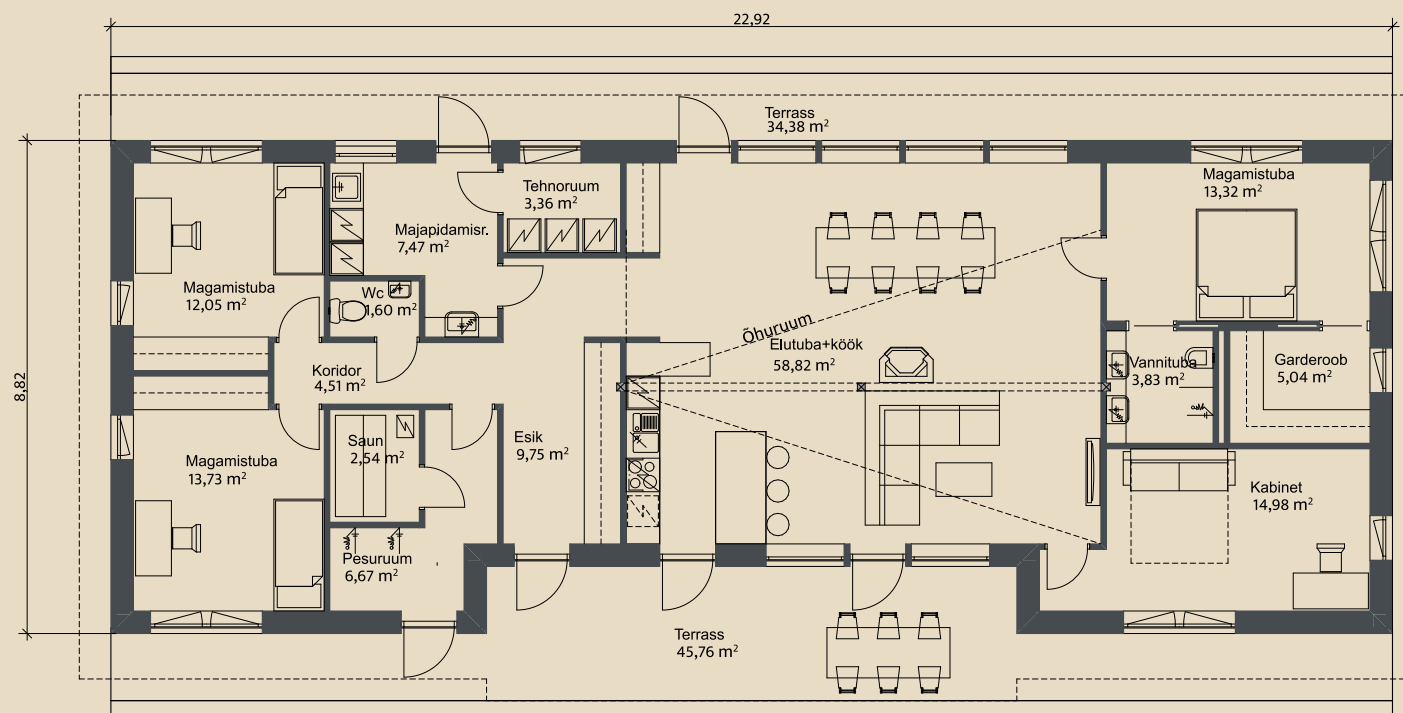 22,92
Terrass
34,38 m²
8,82
Magamistuba
12,05 m²
Majapidamisr.
7,47 m²
Tehnoruum
3,36 m²
Wc
1,60 m²
Koridor
4,51 m²
Magamistuba
13,73 m²
Saun
2,54 m²
Pesuruum
6,67 m²
Esik
9,75 m²
Õhuruum
Elutuba+köök
58,82 m²
Magamistuba
13,32 m²
Vannituba
3,83 m²
Garderoob
5,04 m²
Kabinet
14,98 m²
Terrass
45,76 m²